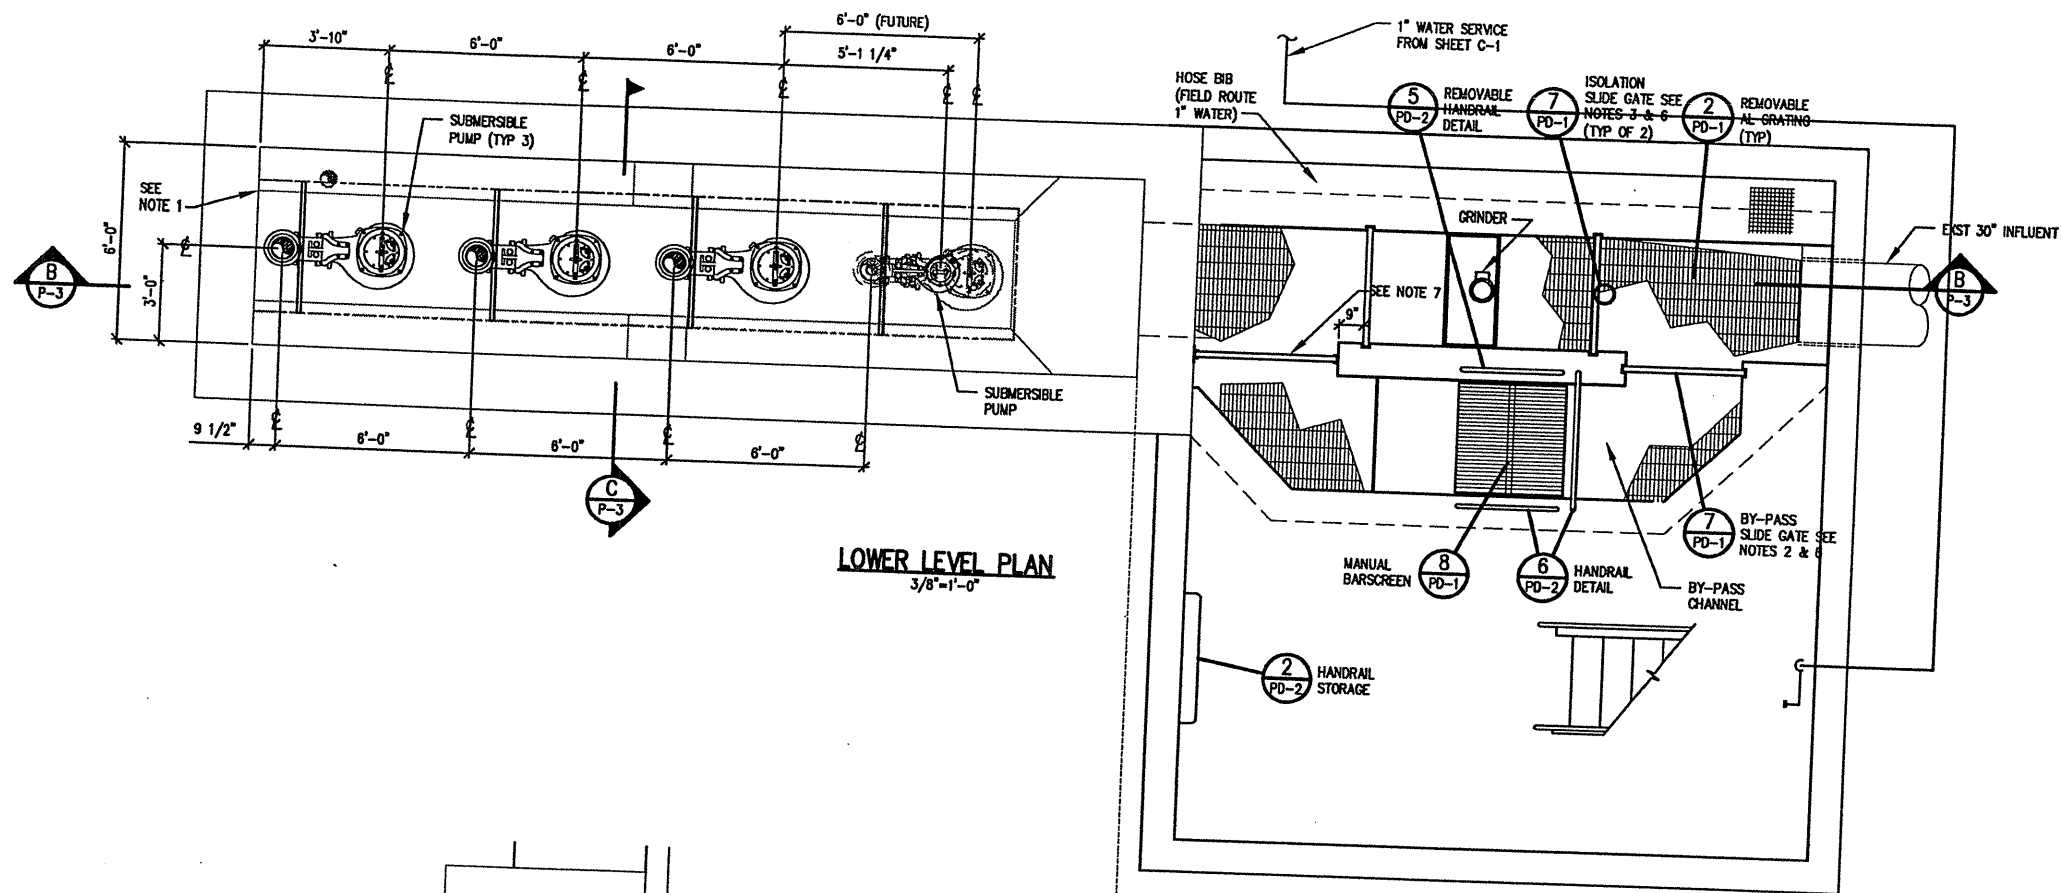 6'-0" (FUTURE)
3'-10"
6'-0"
6'-0"
5'-1 1/4"
1" WATER SERVICE
FROM SHEET C-1
HOSE BIB
(FIELD ROUTE
1" WATER)
5
PD-2
REMOVABLE
HANDRAIL
DETAIL
7
PD-1
ISOLATION
SLIDE GATE SEE
NOTES 3 & 6
(TYP OF 2)
2
PD-1
REMOVABLE
AL GRATING
(TYP)
SUBMERSIBLE
PUMP (TYP 3)
SEE
NOTE 1
6'-0"
3'-0"
B
P-3
GRINDER
EXST 30" INFLUENT
B
P-3
SEE NOTE 7
9"
SUBMERSIBLE
PUMP
9 1/2"
6'-0"
6'-0"
6'-0"
C
P-3
LOWER LEVEL PLAN
3/8"=1'-0"
MANUAL
BARSCREEN
8
PD-1
6
PD-2
HANDRAIL
DETAIL
7
PD-1
BY-PASS
SLIDE GATE SEE
NOTES 2 & 6
BY-PASS
CHANNEL
2
PD-2
HANDRAIL
STORAGE